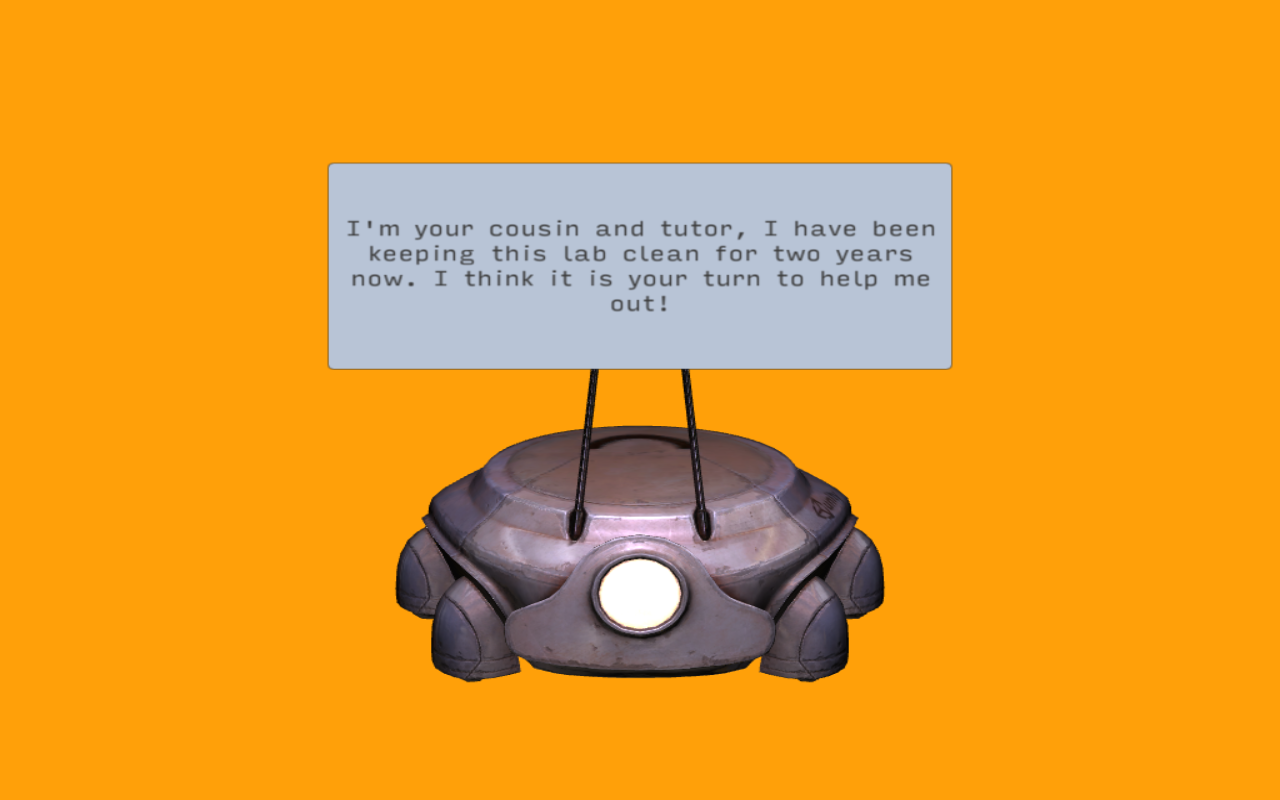 I'm your cousin and tutor, I have been
keeping this lab clean for two years
now. I think it is your turn to help me
out!